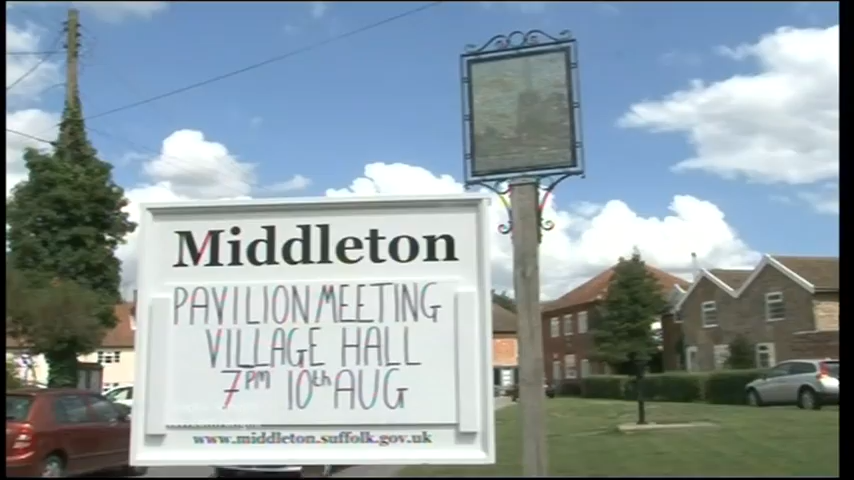 Middleton
PAVILION MEETING
VILLAGE HALL
7PM 10th AUG
www.middleton.suffolk.gov.uk